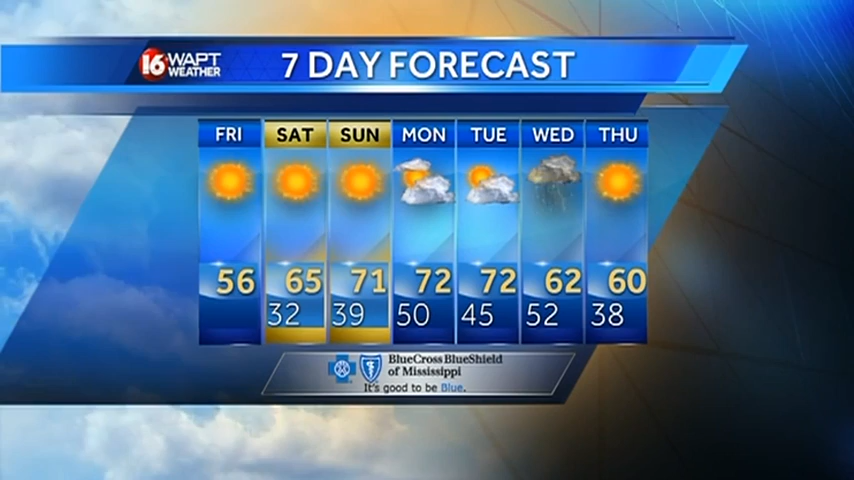 16 WAPT
WEATHER
7 DAY FORECAST
FRI SAT SUN MON TUE WED THU
56 65 71 72 72 62 60
32 39 50 45 52 38
BlueCross BlueShield
of Mississippi
It's good to be Blue.